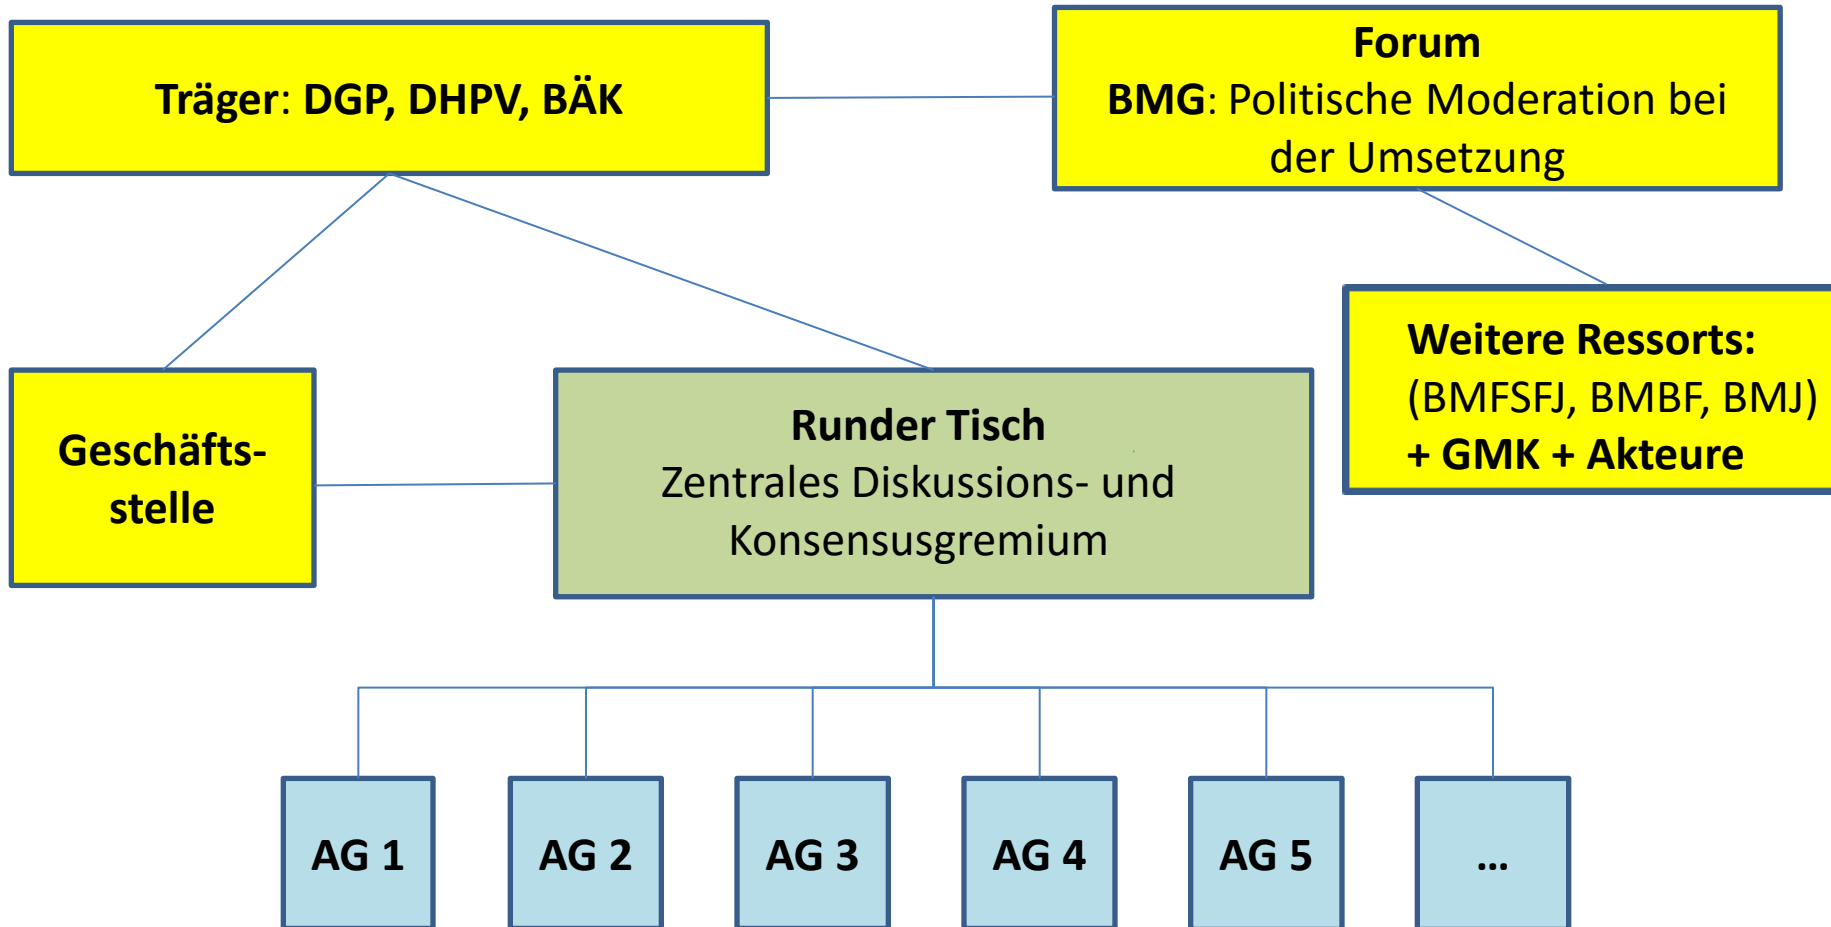 Träger: DGP, DHPV, BÄK
Forum
BMG: Politische Moderation bei
der Umsetzung
Weitere Ressorts:
(BMFSFJ, BMBF, BMJ)
+ GMK + Akteure
Geschäfts-
stelle
Runder Tisch
Zentrales Diskussions- und
Konsensusgremium
AG 1
AG 2
AG 3
AG 4
AG 5
...